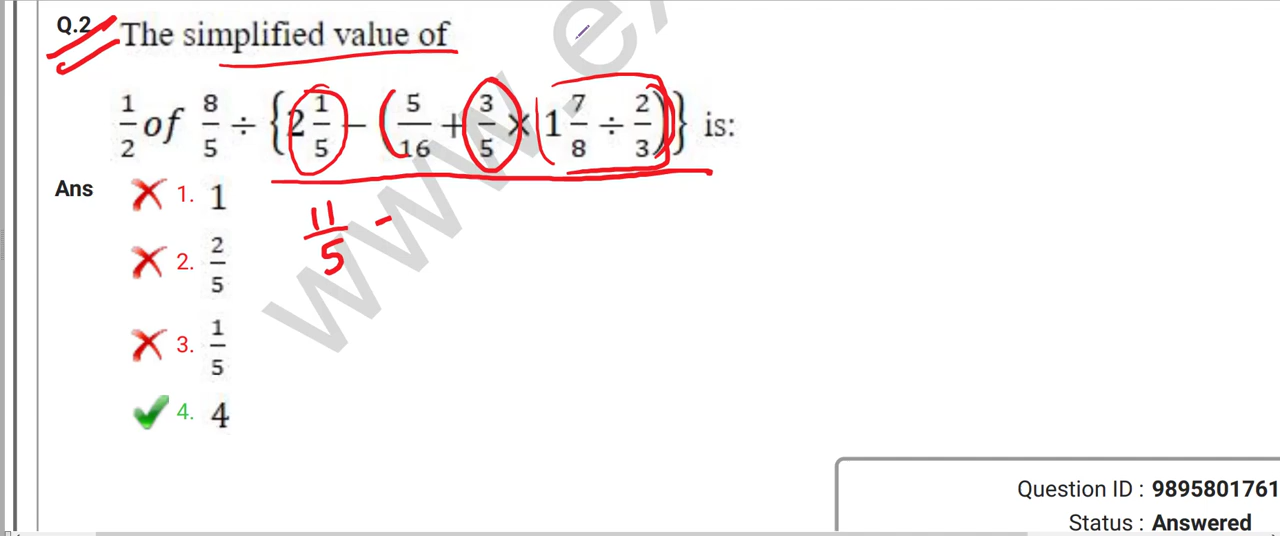 Q.2 The simplified value of
1/2 of 8/5 ÷ {2 1/5 − (5/16 + 3/5 × 1 7/8 ÷ 2/3)} is:
Ans 1. 1
11/5 -
2. 2/5
3. 1/5
4. 4
www.ex
Question ID : 9895801761
Status : Answered